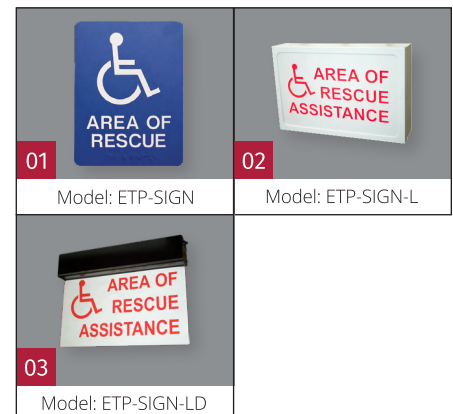 AREA OF
RESCUE
01
Model: ETP-SIGN
AREA OF
RESCUE
ASSISTANCE
02
Model: ETP-SIGN-L
AREA OF
RESCUE
ASSISTANCE
03
Model: ETP-SIGN-LD